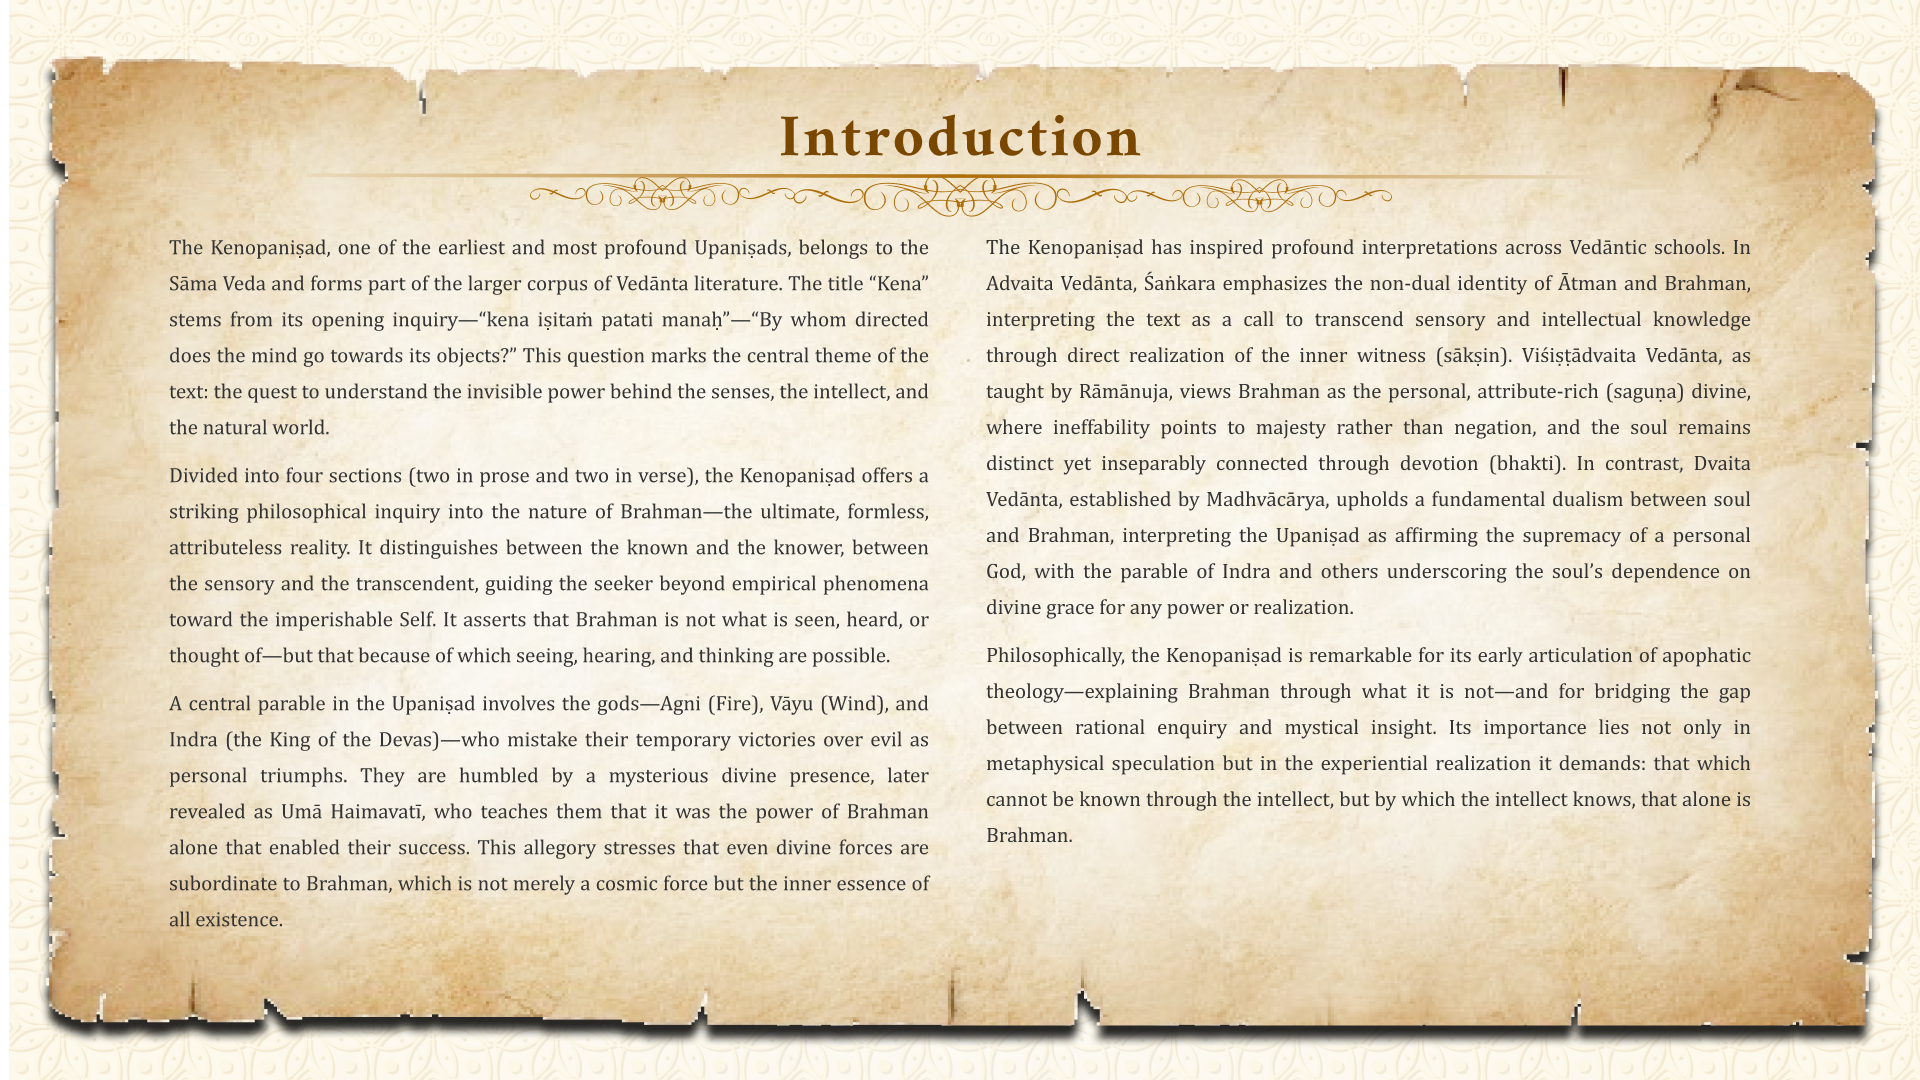 Introduction
The Kenopaniṣad, one of the earliest and most profound Upaniṣads, belongs to the
Sāma Veda and forms part of the larger corpus of Vedānta literature. The title “Kena”
stems from its opening inquiry—“kena iṣitaṁ patati manaḥ”—“By whom directed
does the mind go towards its objects?” This question marks the central theme of the
text: the quest to understand the invisible power behind the senses, the intellect, and
the natural world.
Divided into four sections (two in prose and two in verse), the Kenopaniṣad offers a
striking philosophical inquiry into the nature of Brahman—the ultimate, formless,
attributeless reality. It distinguishes between the known and the knower, between
the sensory and the transcendent, guiding the seeker beyond empirical phenomena
toward the imperishable Self. It asserts that Brahman is not what is seen, heard, or
thought of—but that because of which seeing, hearing, and thinking are possible.
A central parable in the Upaniṣad involves the gods—Agni (Fire), Vāyu (Wind), and
Indra (the King of the Devas)—who mistake their temporary victories over evil as
personal triumphs. They are humbled by a mysterious divine presence, later
revealed as Umā Haimavatī, who teaches them that it was the power of Brahman
alone that enabled their success. This allegory stresses that even divine forces are
subordinate to Brahman, which is not merely a cosmic force but the inner essence of
all existence.
The Kenopaniṣad has inspired profound interpretations across Vedāntic schools. In
Advaita Vedānta, Śaṅkara emphasizes the non-dual identity of Ātman and Brahman,
interpreting the text as a call to transcend sensory and intellectual knowledge
through direct realization of the inner witness (sākṣin). Viśiṣṭādvaita Vedānta, as
taught by Rāmānuja, views Brahman as the personal, attribute-rich (saguṇa) divine,
where ineffability points to majesty rather than negation, and the soul remains
distinct yet inseparably connected through devotion (bhakti). In contrast, Dvaita
Vedānta, established by Madhvācārya, upholds a fundamental dualism between soul
and Brahman, interpreting the Upaniṣad as affirming the supremacy of a personal
God, with the parable of Indra and others underscoring the soul’s dependence on
divine grace for any power or realization.
Philosophically, the Kenopaniṣad is remarkable for its early articulation of apophatic
theology—explaining Brahman through what it is not—and for bridging the gap
between rational enquiry and mystical insight. Its importance lies not only in
metaphysical speculation but in the experiential realization it demands: that which
cannot be known through the intellect, but by which the intellect knows, that alone is
Brahman.